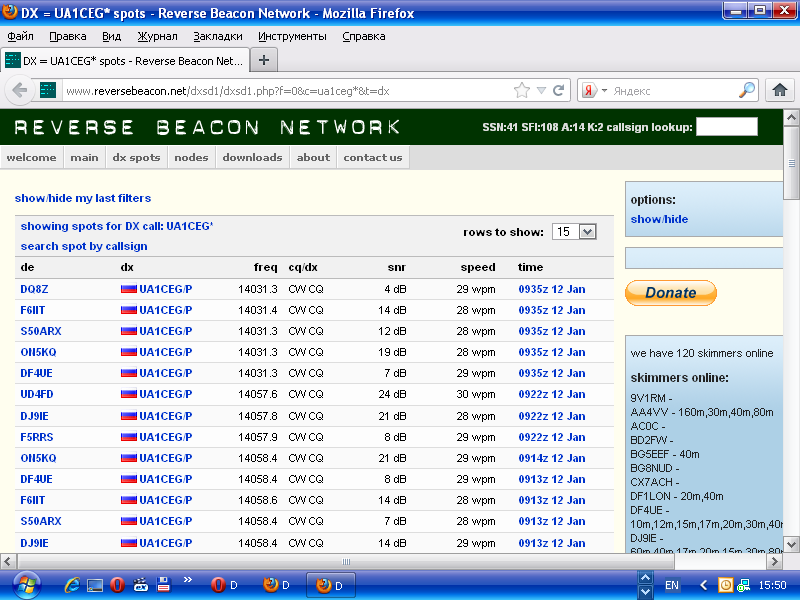 DX = UA1CEG* spots - Reverse Beacon Network - Mozilla Firefox
Файл Правка Вид Журнал Закладки Инструменты Справка
DX = UA1CEG* spots - Reverse Beacon Net...
www.reversebeacon.net/dxsd1/dxsd1.php?f=0&c=ua1ceg*&t=dx
Яндекс
REVERSE BEACON NETWORK
SSN:41 SFI:108 A:14 K:2 callsign lookup:
welcome main dx spots nodes downloads about contact us
show/hide my last filters
showing spots for DX call: UA1CEG*
search spot by callsign
rows to show: 15
de dx freq cq/dx snr speed time
DQ8Z UA1CEG/P 14031.3 CW CQ 4 dB 29 wpm 0935z 12 Jan
F6IIT UA1CEG/P 14031.4 CW CQ 14 dB 28 wpm 0935z 12 Jan
S50ARX UA1CEG/P 14031.3 CW CQ 12 dB 28 wpm 0935z 12 Jan
ON5KQ UA1CEG/P 14031.3 CW CQ 19 dB 28 wpm 0935z 12 Jan
DF4UE UA1CEG/P 14031.3 CW CQ 7 dB 29 wpm 0935z 12 Jan
UD4FD UA1CEG/P 14057.6 CW CQ 24 dB 30 wpm 0922z 12 Jan
DJ9IE UA1CEG/P 14057.8 CW CQ 21 dB 28 wpm 0922z 12 Jan
F5RRS UA1CEG/P 14057.9 CW CQ 8 dB 29 wpm 0922z 12 Jan
ON5KQ UA1CEG/P 14058.4 CW CQ 21 dB 29 wpm 0914z 12 Jan
DF4UE UA1CEG/P 14058.4 CW CQ 8 dB 29 wpm 0913z 12 Jan
F6IIT UA1CEG/P 14058.6 CW CQ 14 dB 28 wpm 0913z 12 Jan
S50ARX UA1CEG/P 14058.4 CW CQ 7 dB 28 wpm 0913z 12 Jan
DJ9IE UA1CEG/P 14058.4 CW CQ 14 dB 29 wpm 0913z 12 Jan
options:
show/hide
Donate
we have 120 skimmers online
skimmers online:
9V1RM -
AA4VV - 160m,30m,40m,80m
AC0C -
BD2FW -
BG5EEF - 40m
BG8NUD -
CX7ACH -
DF1LON - 20m,40m
DF4UE -
10m,12m,15m,17m,20m,30m,40m
DJ9IE -
60m,40m,17m,20m,15m,30m,80m
D D D
EN 15:50